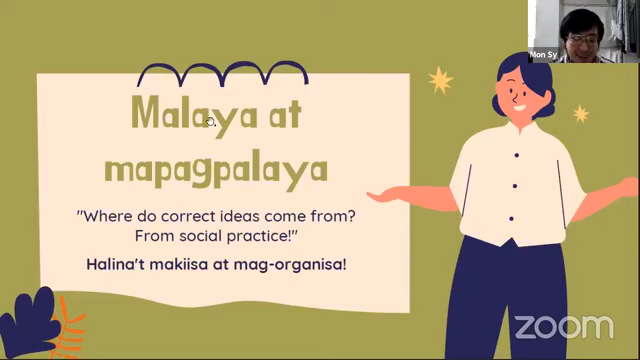 Mon Sy
Malaya at
mapagpalaya
"Where do correct ideas come from?
From social practice!"
Halina't makiisa at mag-organisa!
zoom